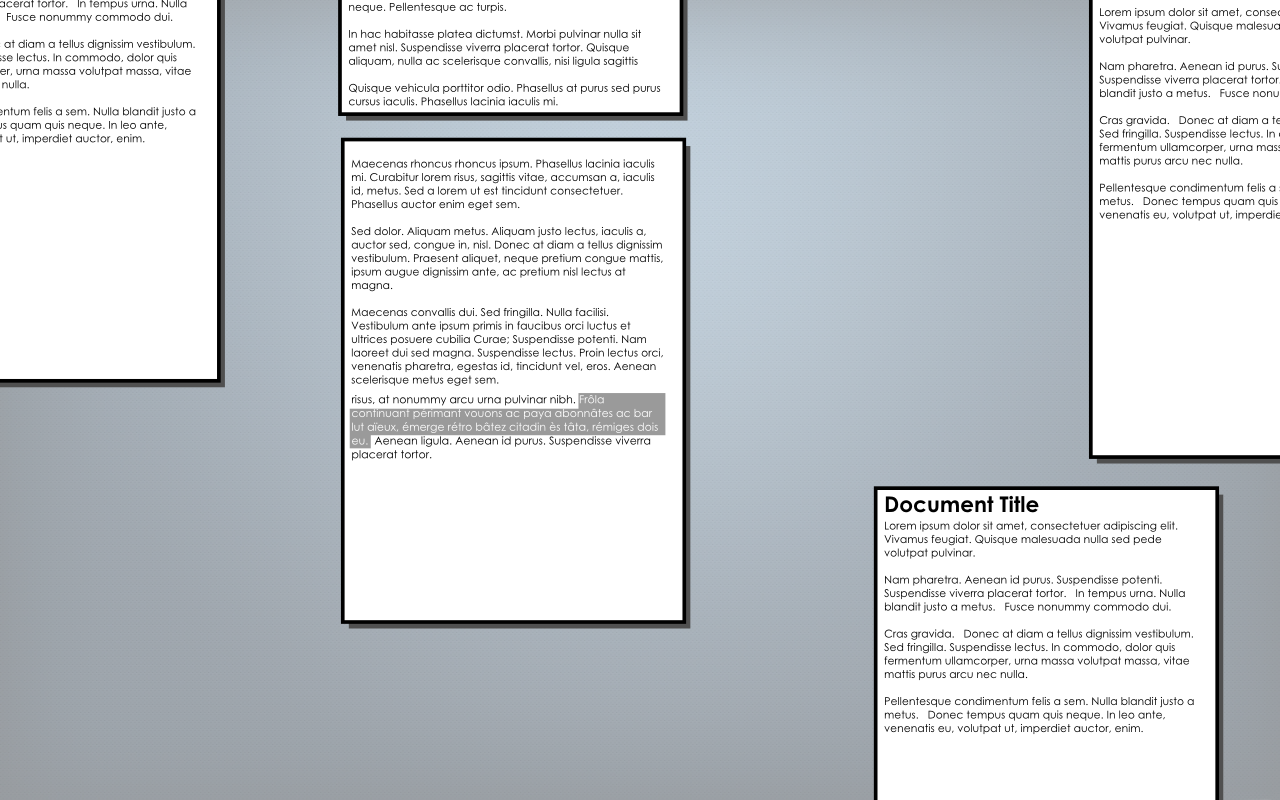 acerat tortor. In tempus urna. Nulla
Fusce nonummy commodo dui.
at diam a tellus dignissim vestibulum.
lectus. In commodo, dolor quis
urna massa volutpat massa, vitae
nulla.
felis a sem. Nulla blandit justo a
quam quis neque. In leo ante,
ut, imperdiet auctor, enim.
neque. Pellentesque ac turpis.
In hac habitasse platea dictumst. Morbi pulvinar nulla sit
amet nisl. Suspendisse viverra placerat tortor. Quisque
aliquam, nulla ac scelerisque convallis, nisi ligula sagittis
Quisque vehicula porttitor odio. Phasellus at purus sed purus
cursus iaculis. Phasellus lacinia iaculis mi.
Maecenas rhoncus rhoncus ipsum. Phasellus lacinia iaculis
mi. Curabitur lorem risus, sagittis vitae, accumsan a, iaculis
id, metus. Sed a lorem ut est tincidunt consectetuer.
Phasellus auctor enim eget sem.
Sed dolor. Aliquam metus. Aliquam justo lectus, iaculis a,
auctor sed, congue in, nisl. Donec at diam a tellus dignissim
vestibulum. Praesent aliquet, neque pretium congue mattis,
ipsum augue dignissim ante, ac pretium nisl lectus at
magna.
Maecenas convallis dui. Sed fringilla. Nulla facilisi.
Vestibulum ante ipsum primis in faucibus orci luctus et
ultrices posuere cubilia Curae; Suspendisse potenti. Nam
laoreet dui sed magna. Suspendisse lectus. Proin lectus orci,
venenatis pharetra, egestas id, tincidunt vel, eros. Aenean
scelerisque metus eget sem.
risus, at nonummy arcu urna pulvinar nibh. Frôla
continuant périmant vouons ac paya abonnâtes ac bar
lut aïeux, émerge rétro bâtez citadin ès tâta, rémiges dois
eu. Aenean ligula. Aenean id purus. Suspendisse viverra
placerat tortor.
Lorem ipsum dolor sit amet,
Vivamus feugiat. Quisque
volutpat pulvinar.
Nam pharetra. Aenean id purus.
Suspendisse viverra placerat tortor.
blandit justo a metus. Fusce
Cras gravida. Donec at diam a
Sed fringilla. Suspendisse lectus. In
fermentum ullamcorper, urna
mattis purus arcu nec nulla.
Pellentesque condimentum felis a
metus. Donec tempus quam quis
venenatis eu, volutpat ut,
Document Title
Lorem ipsum dolor sit amet, consectetuer adipiscing elit.
Vivamus feugiat. Quisque malesuada nulla sed pede
volutpat pulvinar.
Nam pharetra. Aenean id purus. Suspendisse potenti.
Suspendisse viverra placerat tortor. In tempus urna. Nulla
blandit justo a metus. Fusce nonummy commodo dui.
Cras gravida. Donec at diam a tellus dignissim vestibulum.
Sed fringilla. Suspendisse lectus. In commodo, dolor quis
fermentum ullamcorper, urna massa volutpat massa, vitae
mattis purus arcu nec nulla.
Pellentesque condimentum felis a sem. Nulla blandit justo a
metus. Donec tempus quam quis neque. In leo ante,
venenatis eu, volutpat ut, imperdiet auctor, enim.